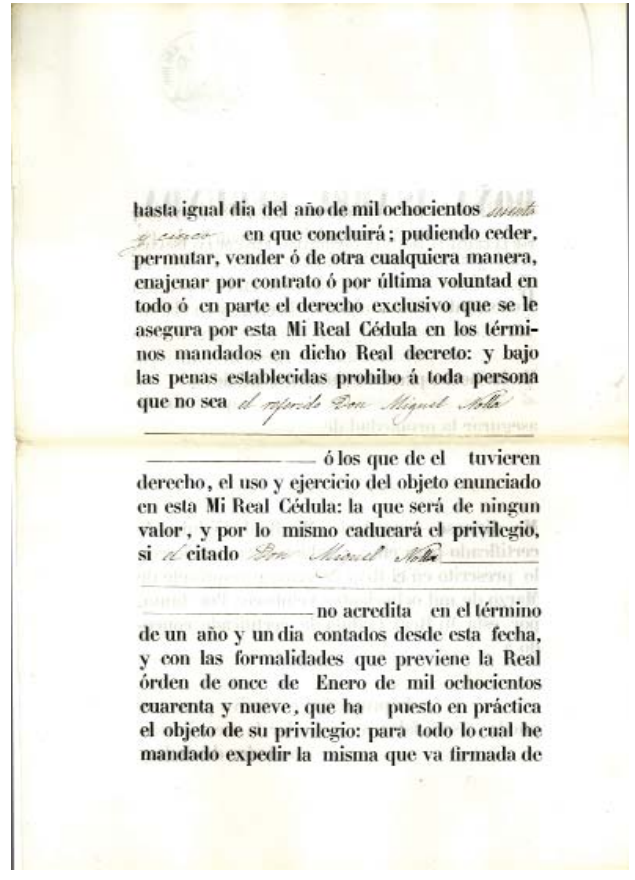 hasta igual dia del año de mil ochocientos sesenta
y cinco en que concluirá; pudiendo ceder,
permutar, vender ó de otra cualquiera manera,
enajenar por contrato ó por última voluntad en
todo ó en parte el derecho exclusivo que se le
asegura por esta Mi Real Cédula en los térmi-
nos mandados en dicho Real decreto: y bajo
las penas establecidas prohibo á toda persona
que no sea el referido Don Miguel Nolla
ó los que de el tuvieren
derecho, el uso y ejercicio del objeto enunciado
en esta Mi Real Cédula: la que será de ningun
valor, y por lo mismo caducará el privilegio,
si el citado Don Miguel Nolla
no acredita en el término
de un año y un dia contados desde esta fecha,
y con las formalidades que previene la Real
órden de once de Enero de mil ochocientos
cuarenta y nueve, que ha puesto en práctica
el objeto de su privilegio: para todo lo cual he
mandado expedir la misma que va firmada de